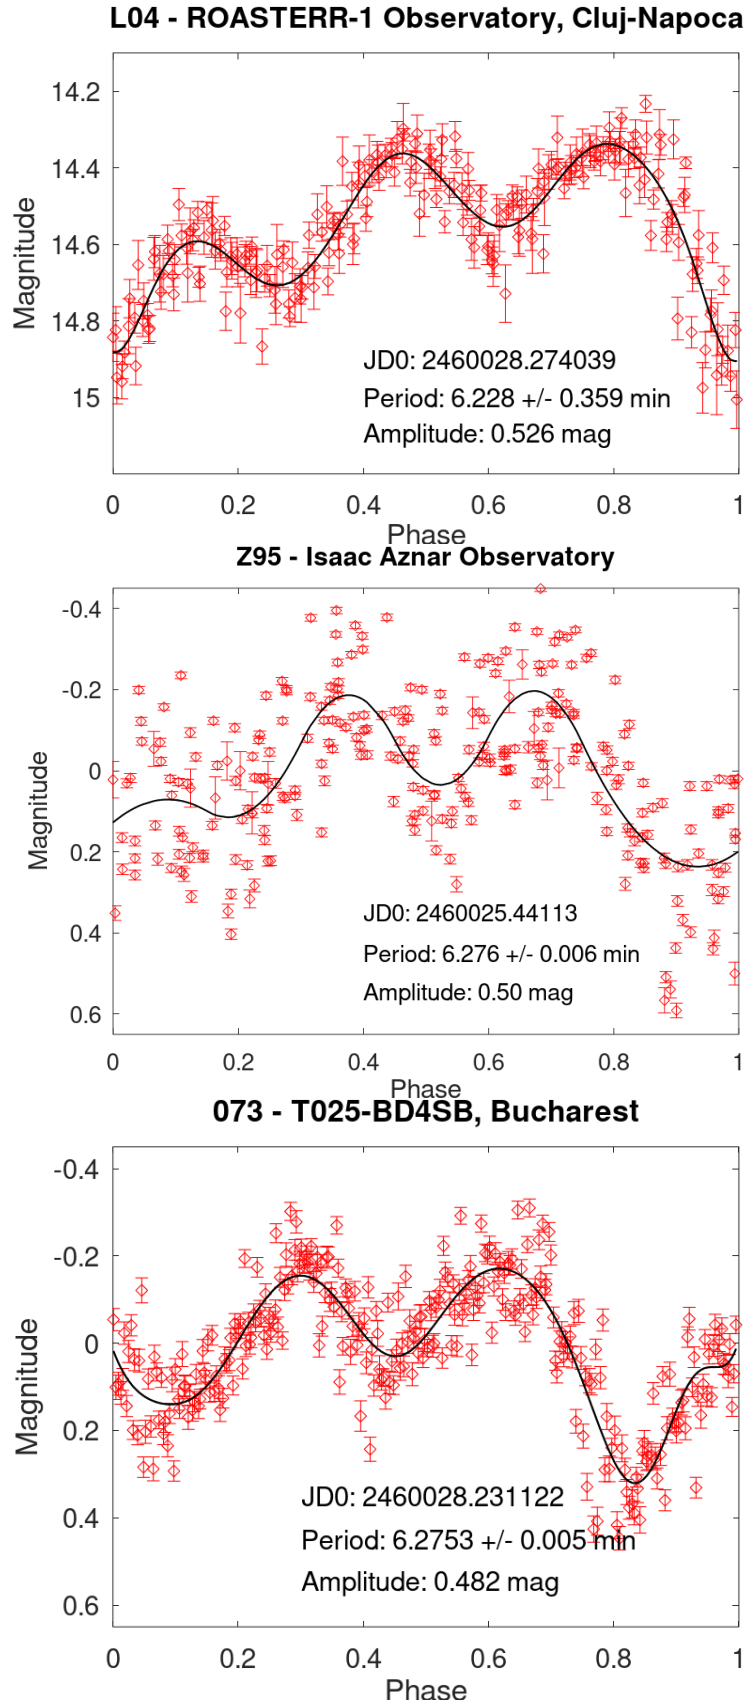 L04 - ROASTERR-1 Observatory, Cluj-Napoca
14.2
14.4
14.6
14.8
15
Magnitude
JD0: 2460028.274039
Period: 6.228 +/- 0.359 min
Amplitude: 0.526 mag
0 0.2 0.4 0.6 0.8 1
Phase
Z95 - Isaac Aznar Observatory
-0.4
-0.2
0
0.2
0.4
0.6
Magnitude
JD0: 2460025.44113
Period: 6.276 +/- 0.006 min
Amplitude: 0.50 mag
0 0.2 0.4 0.6 0.8 1
Phase
073 - T025-BD4SB, Bucharest
-0.4
-0.2
0
0.2
0.4
0.6
Magnitude
JD0: 2460028.231122
Period: 6.2753 +/- 0.005 min
Amplitude: 0.482 mag
0 0.2 0.4 0.6 0.8 1
Phase